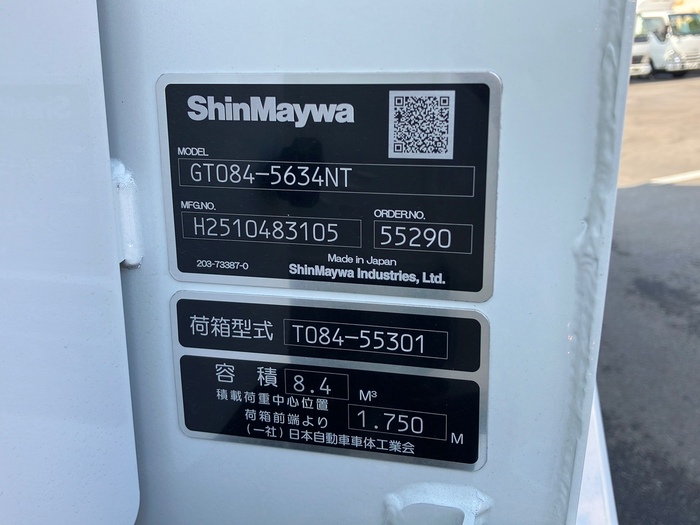 ShinMaywa
MODEL
GT084-5634NT
MFG.NO.
ORDER.NO.
H2510483105
55290
Made in Japan
203-73387-0
ShinMaywa Industries, Ltd.
荷箱型式 T084-55301
容積 8.4 M³
積載荷重中心位置
荷箱前端より 1.750 M
(一社)日本自動車車体工業会